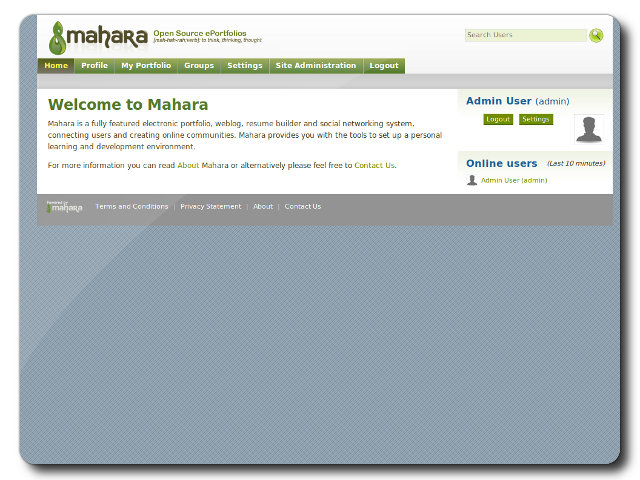 mahara
Open Source ePortfolios
[mah-hah-rah(verb); to think, thinking, thought
Search Users
Home
Profile
My Portfolio
Groups
Settings
Site Administration
Logout
Welcome to Mahara
Mahara is a fully featured electronic portfolio, weblog, resume builder and social networking system,
connecting users and creating online communities. Mahara provides you with the tools to set up a personal
learning and development environment.
For more information you can read About Mahara or alternatively please feel free to Contact Us.
Admin User (admin)
Logout
Settings
Online users (Last 10 minutes)
Admin User (admin)
Powered by
mahara
Terms and Conditions | Privacy Statement | About | Contact Us